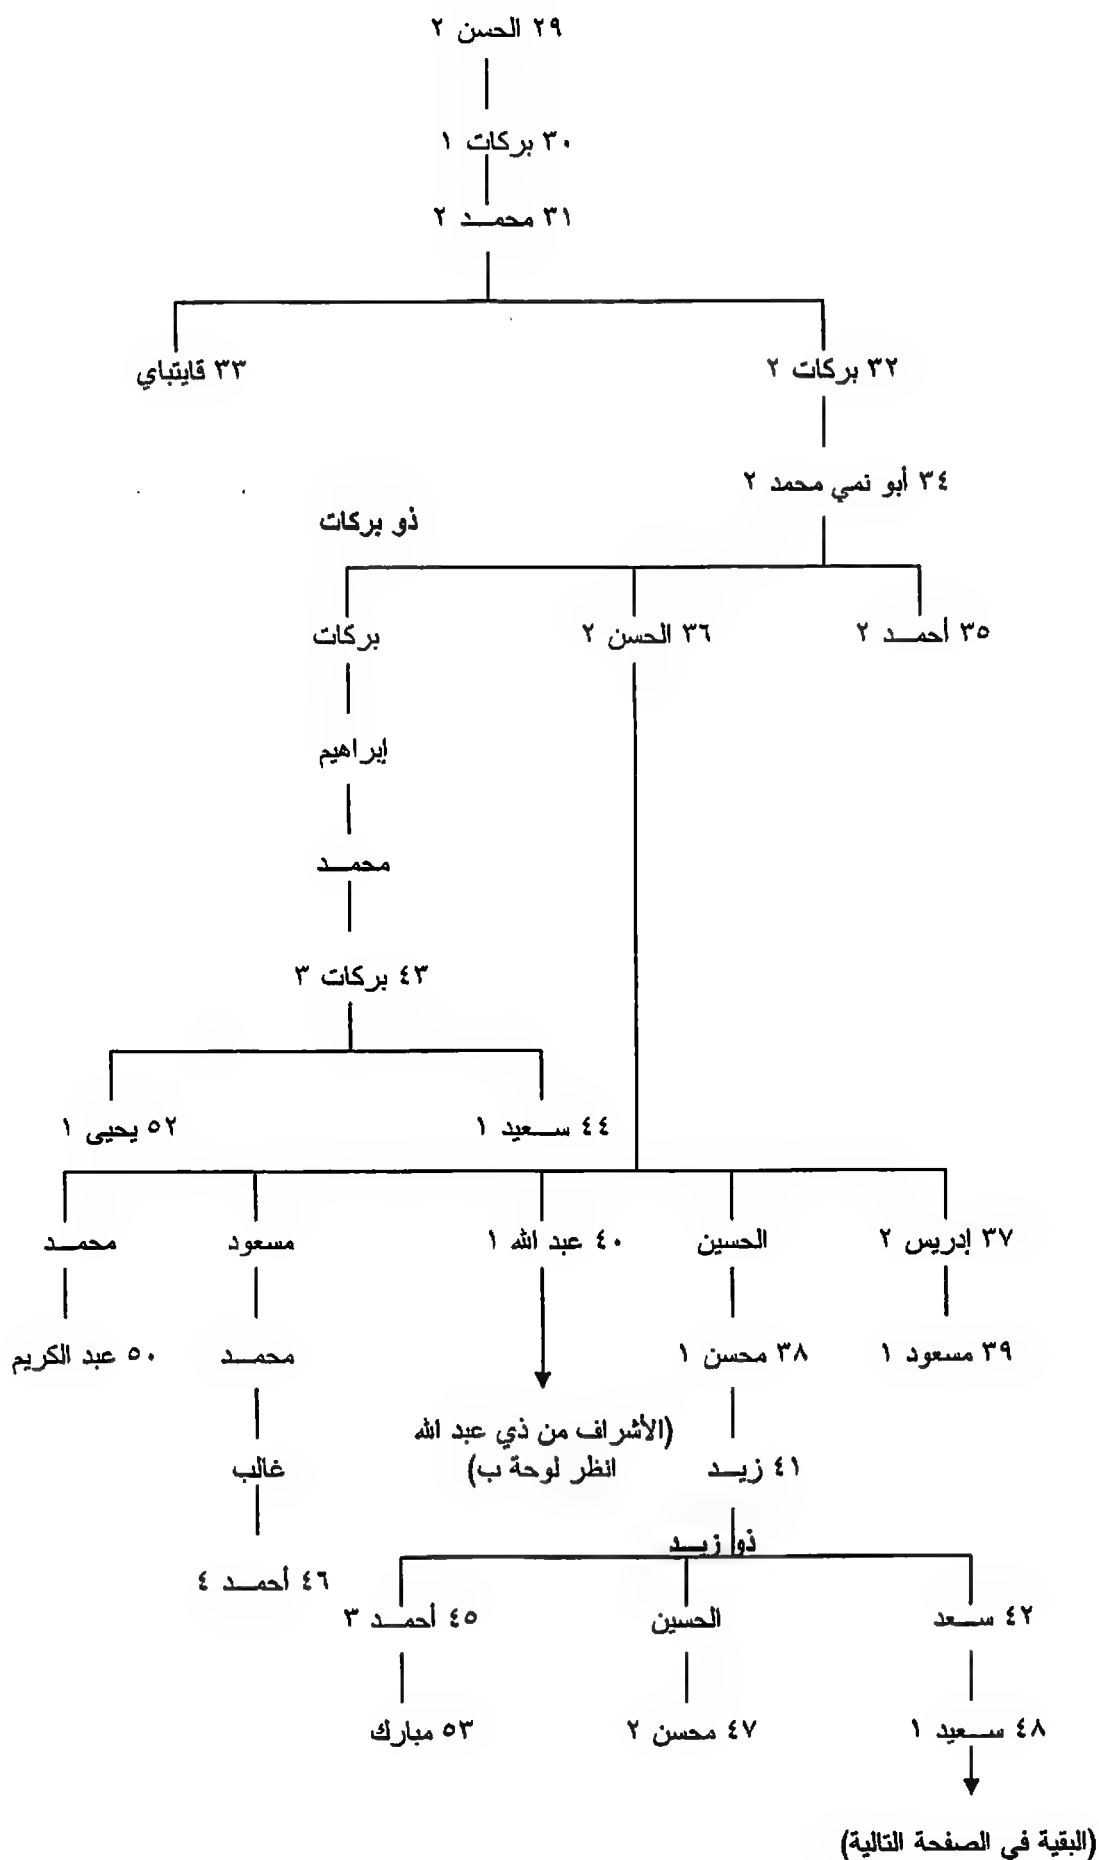 ٢٩ الحسن ٢
٣٠ بركات ١
٣١ محمد ٢
٣٢ بركات ٢
٣٣ قايتباي
٣٤ أبو نمي محمد ٢
ذو بركات
٣٥ أحمد ٢
٣٦ الحسن ٢
بركات
إبراهيم
محمد
٤٣ بركات ٣
٤٤ سعيد ١
٥٢ يحيى ١
٣٧ إدريس ٢
الحسين
٤٠ عبد الله ١
مسعود
محمد
٣٩ مسعود ١
٣٨ محسن ١
محمد
٥٠ عبد الكريم
(الأشراف من ذي عبد الله
انظر لوحة ب)
٤١ زيد
غالب
ذو زيد
٤٦ أحمد ٤
٤٢ سعد
الحسين
٤٥ أحمد ٣
٤٨ سعيد ١
٤٧ محسن ٢
٥٣ مبارك
(البقية في الصفحة التالية)